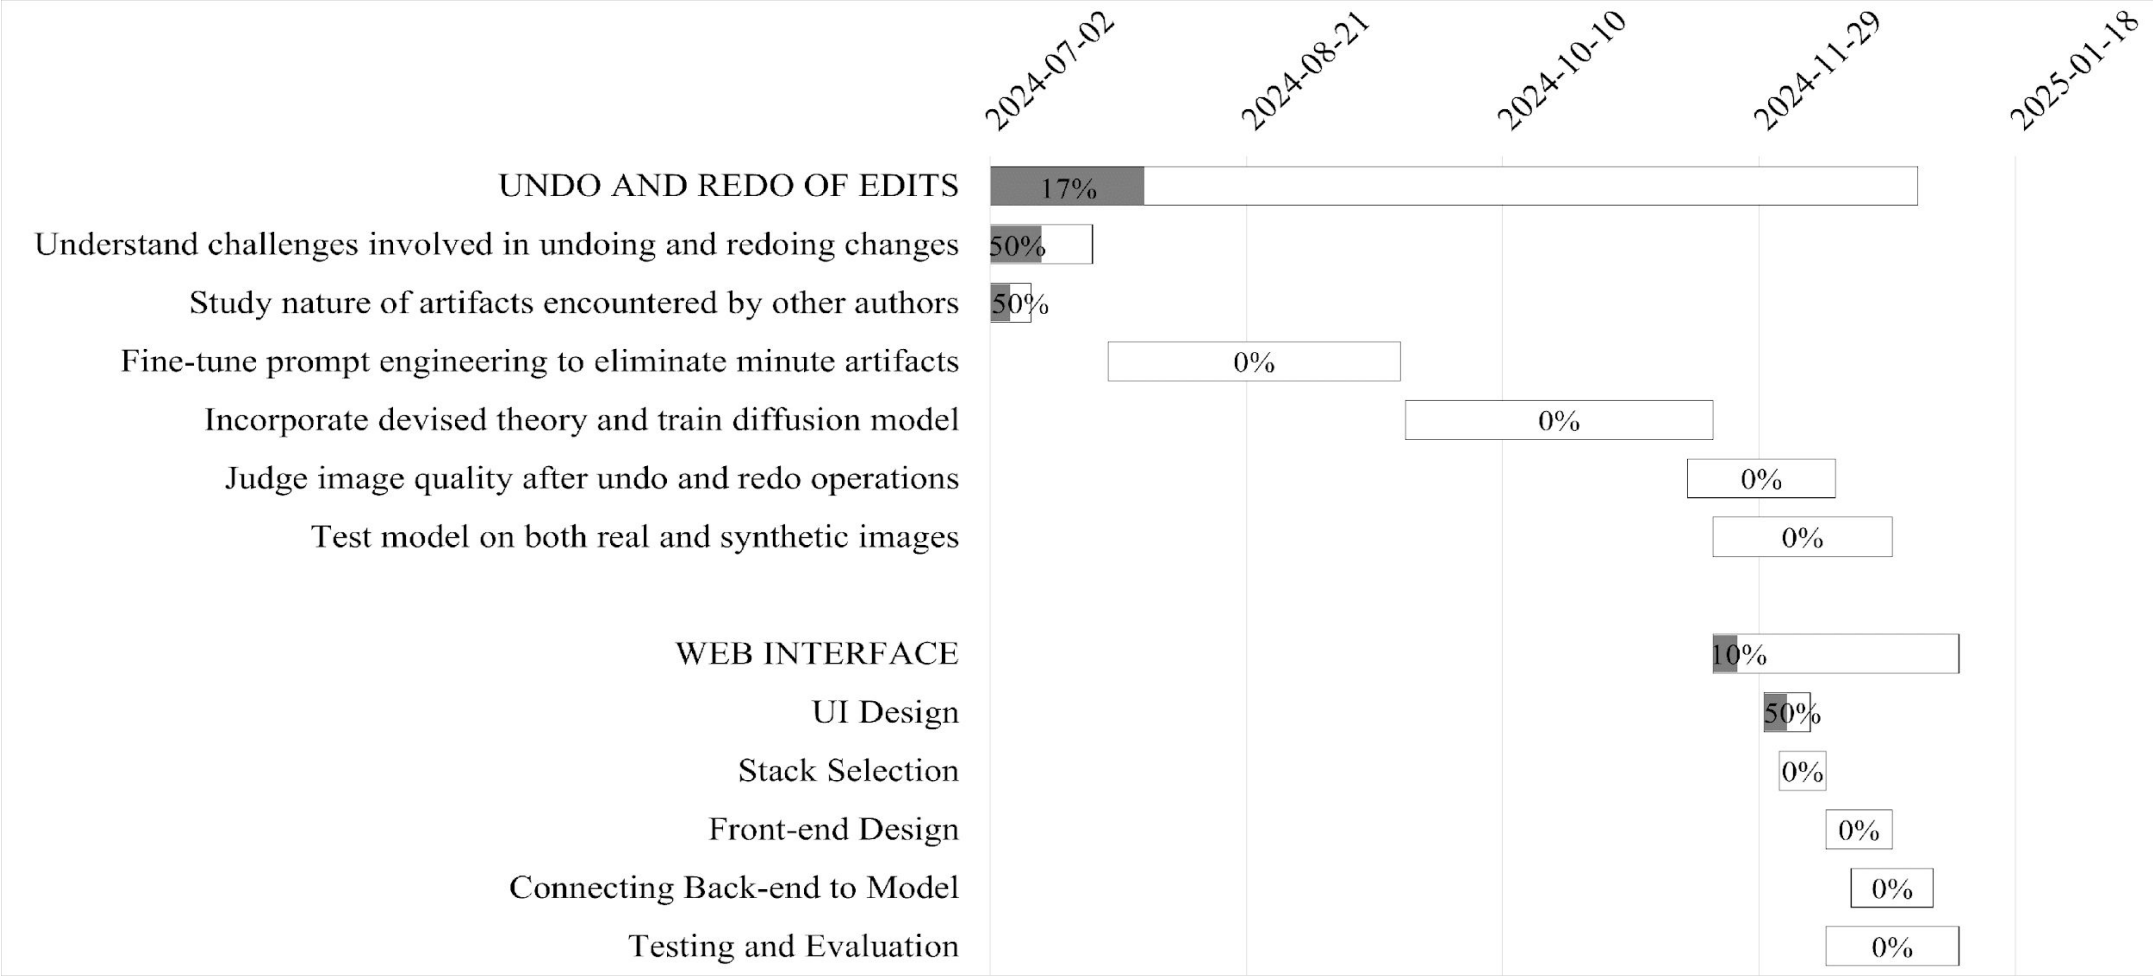 2024-07-02
2024-08-21
2024-10-10
2024-11-29
2025-01-18
UNDO AND REDO OF EDITS 17%
Understand challenges involved in undoing and redoing changes 50%
Study nature of artifacts encountered by other authors 50%
Fine-tune prompt engineering to eliminate minute artifacts 0%
Incorporate devised theory and train diffusion model 0%
Judge image quality after undo and redo operations 0%
Test model on both real and synthetic images 0%
WEB INTERFACE 10%
UI Design 50%
Stack Selection 0%
Front-end Design 0%
Connecting Back-end to Model 0%
Testing and Evaluation 0%